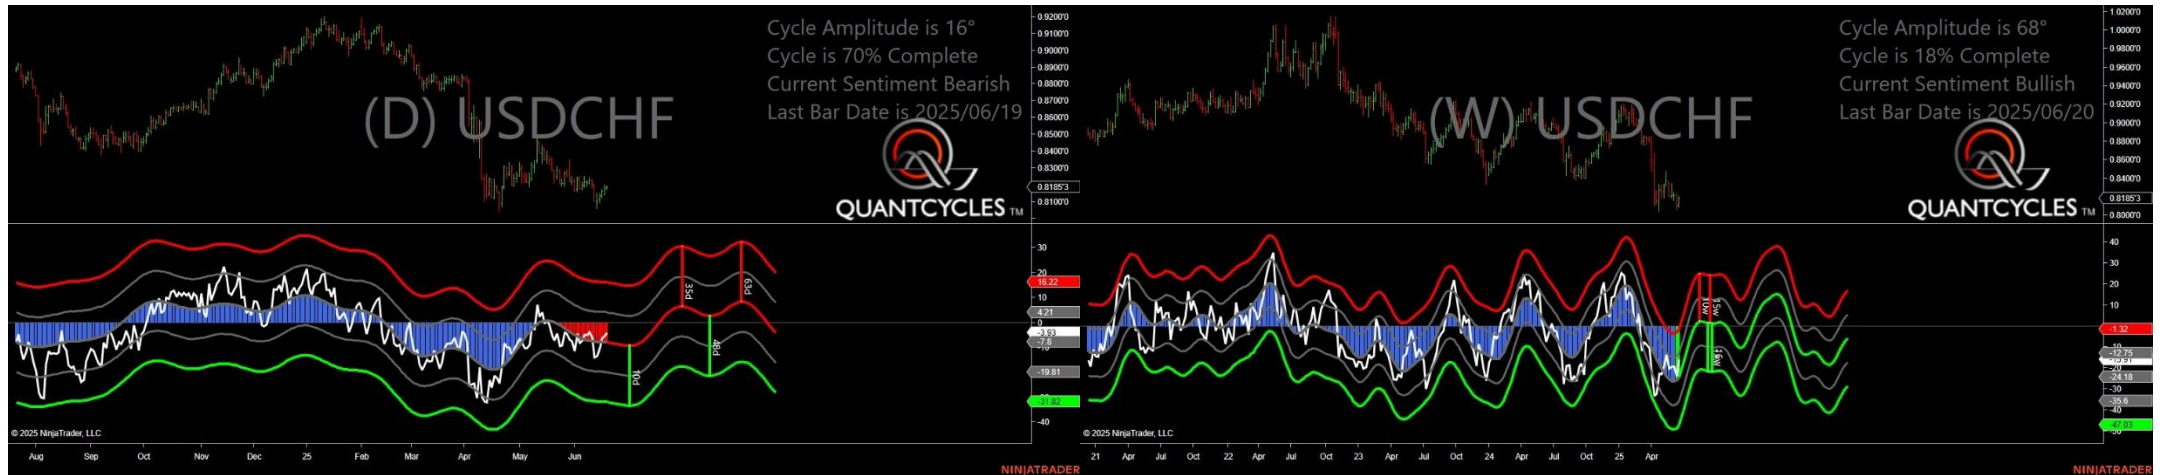 Cycle Amplitude is 16°
Cycle is 70% Complete
Current Sentiment Bearish
Last Bar Date is 2025/06/19
(D) USDCHF
QUANTCYCLES TM
0.9200'0
0.9100'0
0.9000'0
0.8900'0
0.8800'0
0.8700'0
0.8600'0
0.8500'0
0.8400'0
0.8300'0
0.8185'3
0.8100'0
30
20
16.22
10
4.21
0
-3.93
-7.8
-19.81
-31.82
-40
35d
63d
10d
48d
© 2025 NinjaTrader, LLC
Aug Sep Oct Nov Dec 25 Feb Mar Apr May Jun
NINJATRADER
Cycle Amplitude is 68°
Cycle is 18% Complete
Current Sentiment Bullish
Last Bar Date is 2025/06/20
(W) USDCHF
QUANTCYCLES TM
1.0200'0
1.0000'0
0.9800'0
0.9600'0
0.9400'0
0.9200'0
0.9000'0
0.8800'0
0.8600'0
0.8400'0
0.8185'3
0.8000'0
40
30
20
10
-1.32
-12.75
-20
-24.18
-30
-35.6
-40
-47.03
10w
15w
© 2025 NinjaTrader, LLC
21 Apr Jul Oct 22 Apr Jul Oct 23 Apr Jul Oct 24 Apr Jul Oct 25 Apr
NINJATRADER